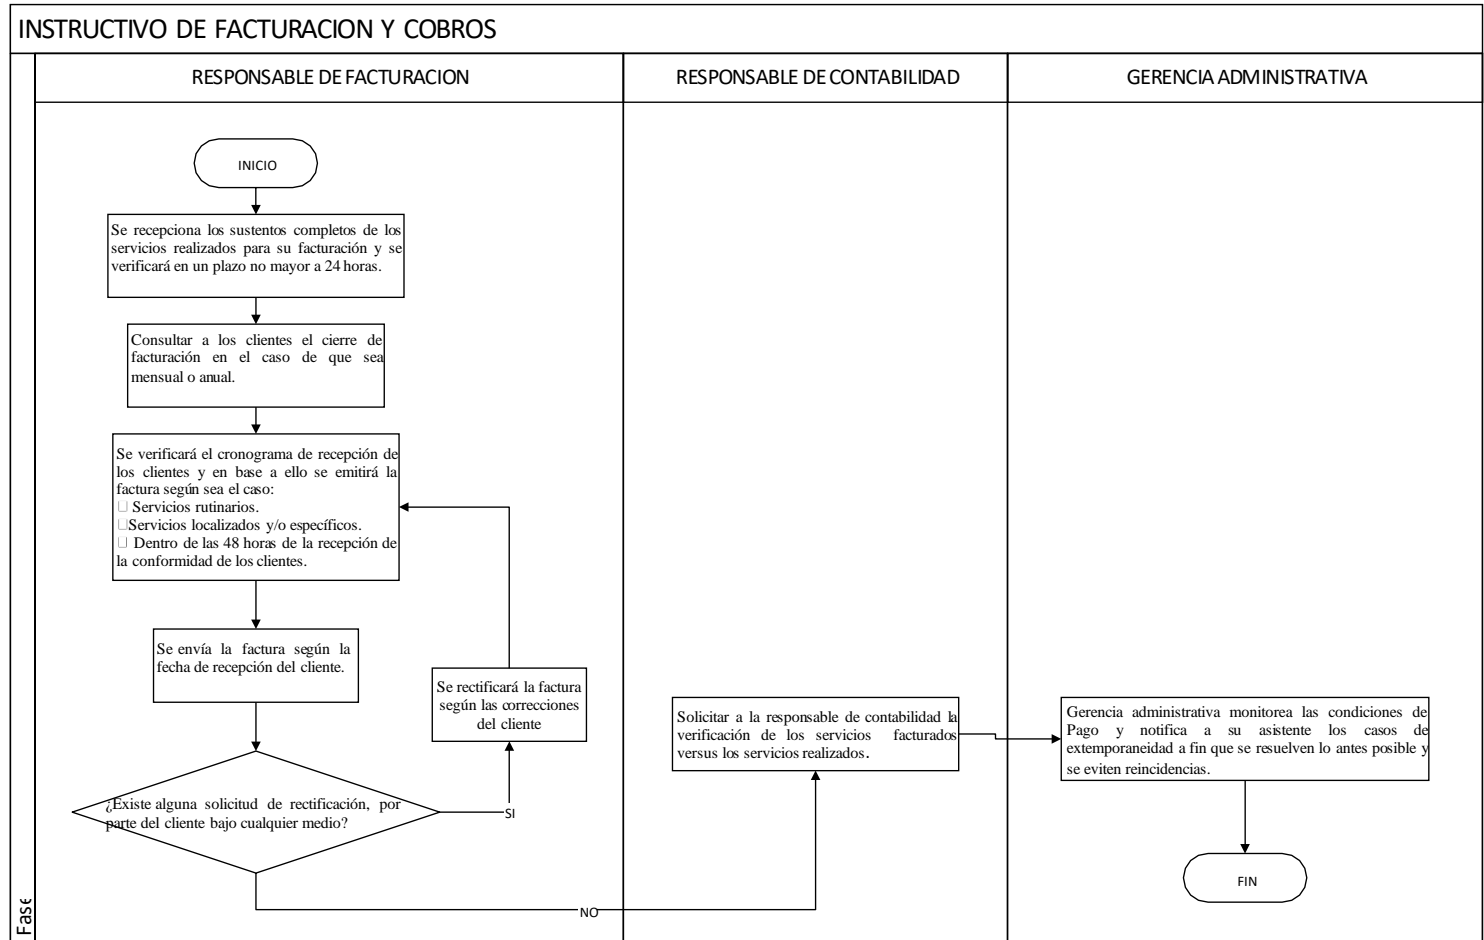 INSTRUCTIVO DE FACTURACION Y COBROS
RESPONSABLE DE FACTURACION
RESPONSABLE DE CONTABILIDAD
GERENCIA ADMINISTRATIVA
INICIO
Se recepciona los sustentos completos de los
servicios realizados para su facturación y se
verificará en un plazo no mayor a 24 horas.
Consultar a los clientes el cierre de
facturación en el caso de que sea
mensual o anual.
Se verificará el cronograma de recepción de
los clientes y en base a ello se emitirá la
factura según sea el caso:
Servicios rutinarios.
Servicios localizados y/o específicos.
Dentro de las 48 horas de la recepción de
la conformidad de los clientes.
Se envía la factura según la
fecha de recepción del cliente.
Se rectificará la factura
según las correcciones
del cliente
¿Existe alguna solicitud de rectificación, por
parte del cliente bajo cualquier medio?
SI
NO
Solicitar a la responsable de contabilidad la
verificación de los servicios facturados
versus los servicios realizados.
Gerencia administrativa monitorea las condiciones de
Pago y notifica a su asistente los casos de
extemporaneidad a fin que se resuelven lo antes posible y
se eviten reincidencias.
FIN
Fase